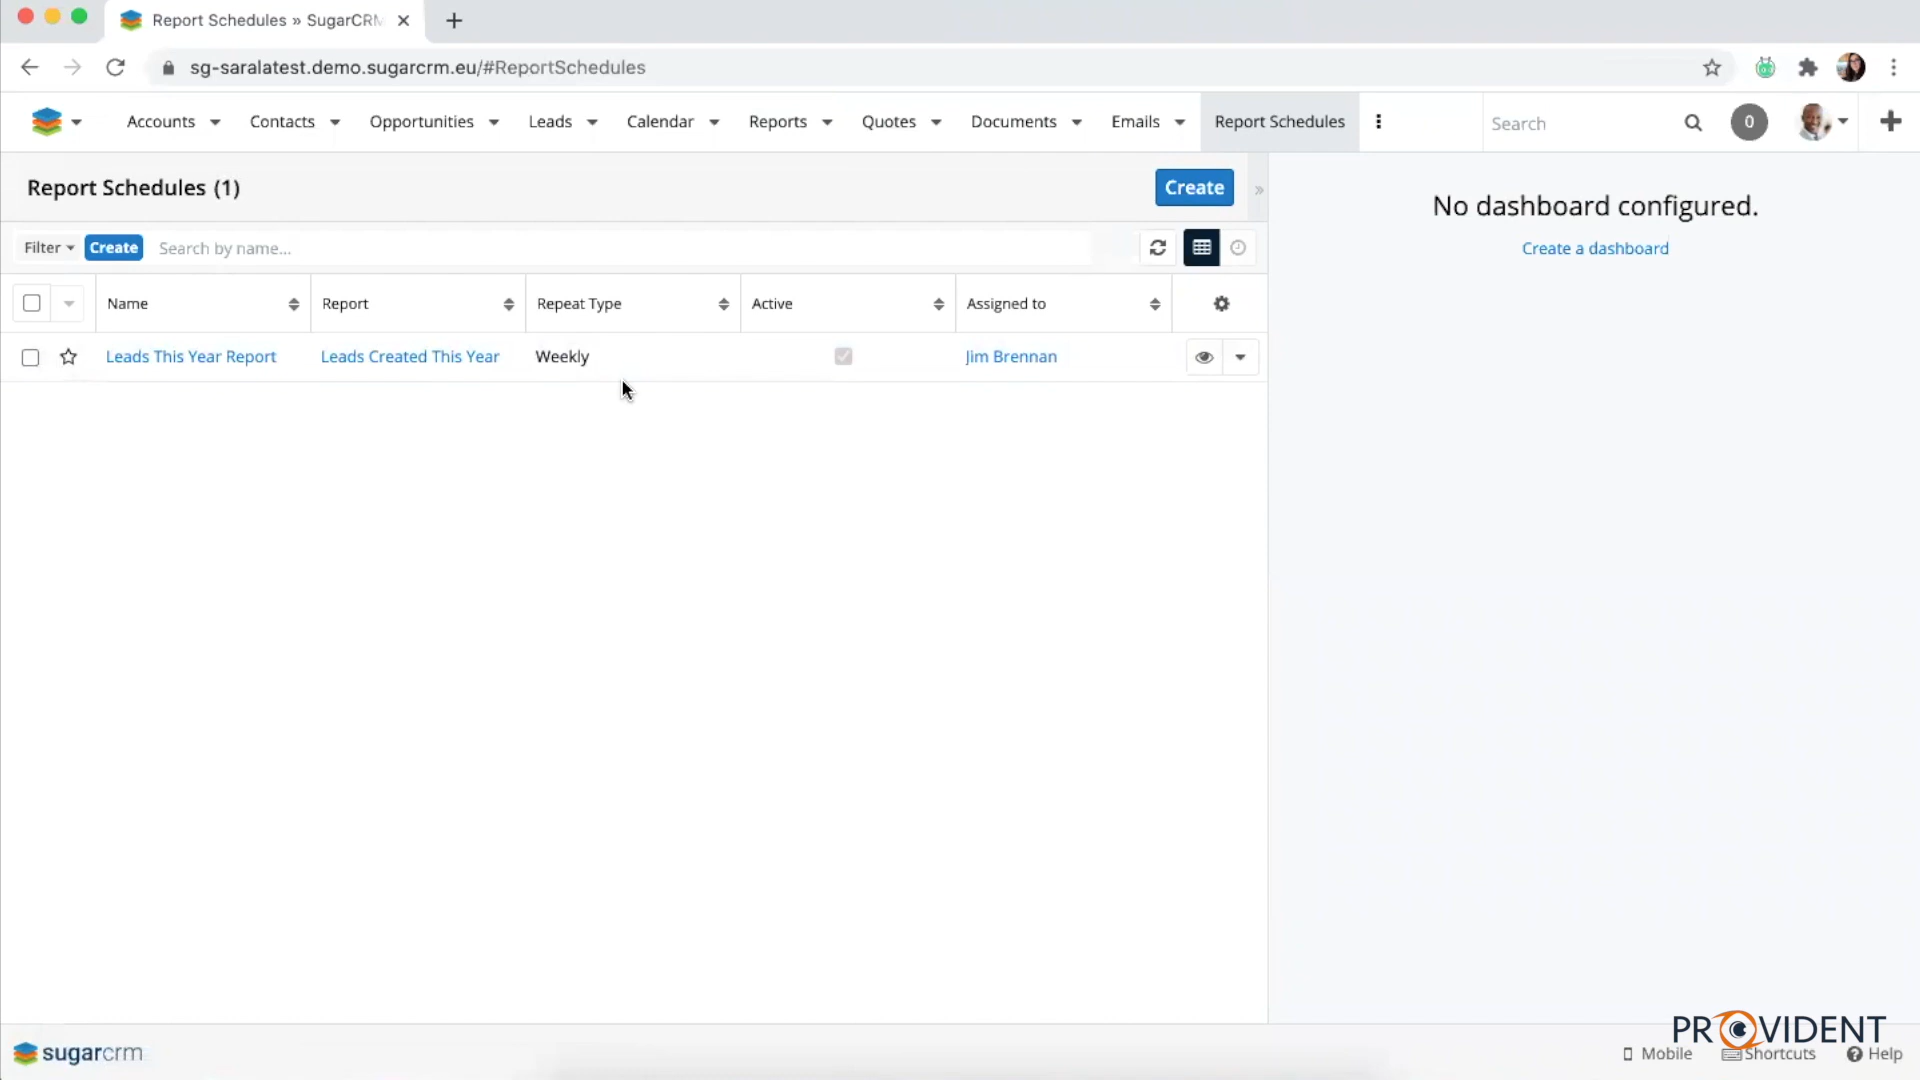 Report Schedules » SugarCRM
sg-saralatest.demo.sugarcrm.eu/#ReportSchedules
Accounts Contacts Opportunities Leads Calendar Reports Quotes Documents Emails Report Schedules Search 0
Report Schedules (1) Create »
No dashboard configured.
Create a dashboard
Filter Create Search by name...
Name Report Repeat Type Active Assigned to
Leads This Year Report Leads Created This Year Weekly Jim Brennan
PROVIDENT
sugarcrm Mobile Shortcuts Help